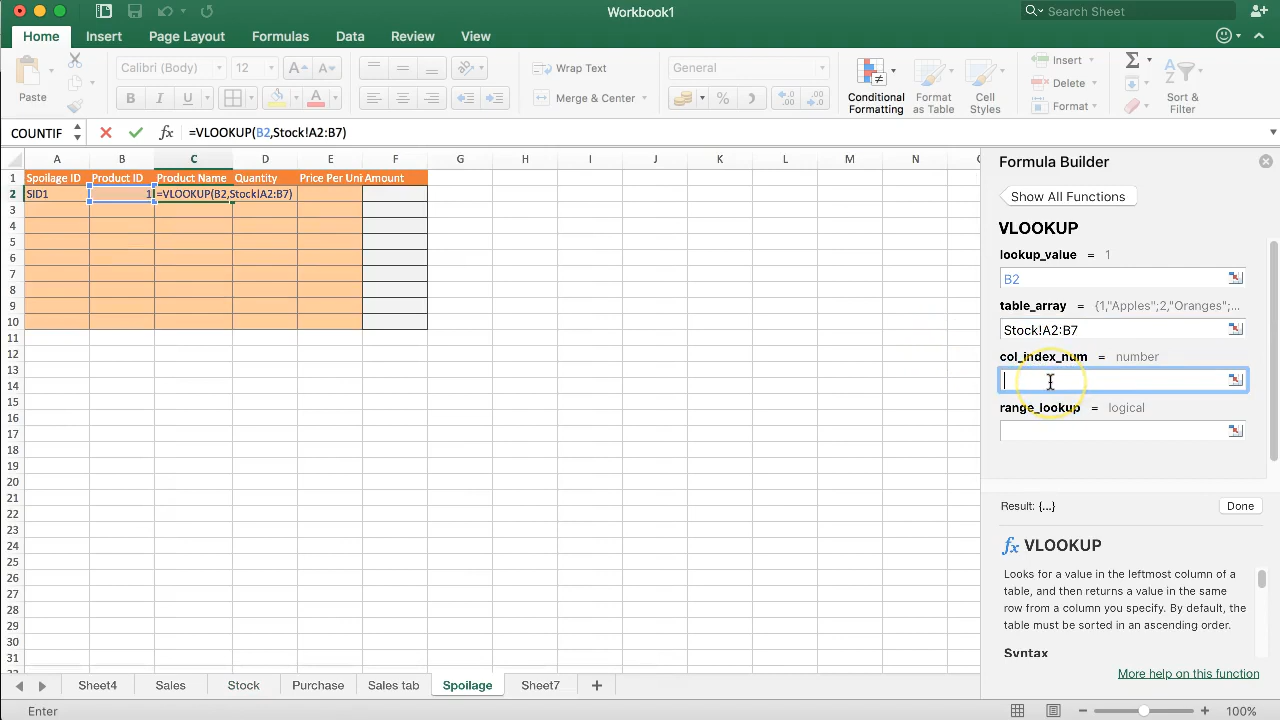 Workbook1
Search Sheet
Home Insert Page Layout Formulas Data Review View
Paste
Calibri (Body) 12
B I U
A
Wrap Text
Merge & Center
General
%
Conditional Formatting
Format as Table
Cell Styles
Insert
Delete
Format
Sort & Filter
COUNTIF fx =VLOOKUP(B2,Stock!A2:B7)
A B C D E F G H I J K L M N
1 Spoilage ID Product ID Product Name Quantity Price Per Uni Amount
2 SID1 1 =VLOOKUP(B2,Stock!A2:B7)
3
4
5
6
7
8
9
10
11
12
13
14
15
16
17
18
19
20
21
22
23
24
25
26
27
28
29
30
31
Formula Builder
Show All Functions
VLOOKUP
lookup_value = 1
B2
table_array = {1,"Apples";2,"Oranges";...
Stock!A2:B7
col_index_num = number
range_lookup = logical
Result: {...}
Done
fx VLOOKUP
Looks for a value in the leftmost column of a
table, and then returns a value in the same
row from a column you specify. By default, the
table must be sorted in an ascending order.
Syntax
More help on this function
Sheet4 Sales Stock Purchase Sales tab Spoilage Sheet7 +
Enter
100%